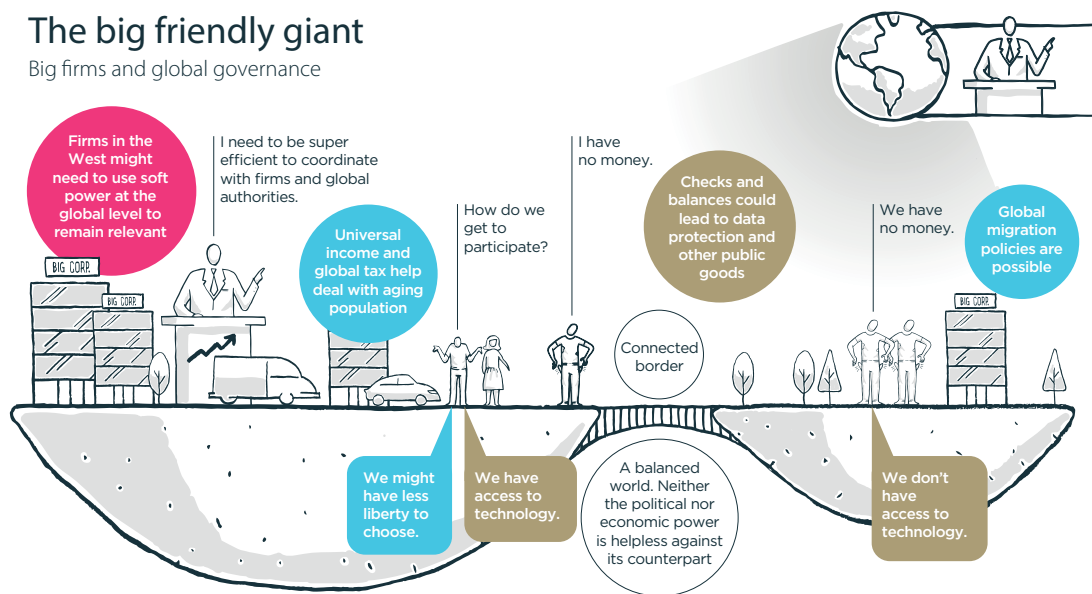 The big friendly giant
Big firms and global governance
Firms in the
West might
need to use soft
power at the
global level to
remain relevant
I need to be super
efficient to coordinate
with firms and global
authorities.
Universal
income and
global tax help
deal with aging
population
How do we
get to
participate?
I have
no money.
Checks and
balances could
lead to data
protection and
other public
goods
We have
no money.
Global
migration
policies are
possible
BIG CORP.
BIG CORP.
BIG CORP.
Connected
border
We might
have less
liberty to
choose.
We have
access to
technology.
A balanced
world. Neither
the political nor
economic power
is helpless against
its counterpart
We don't
have
access to
technology.